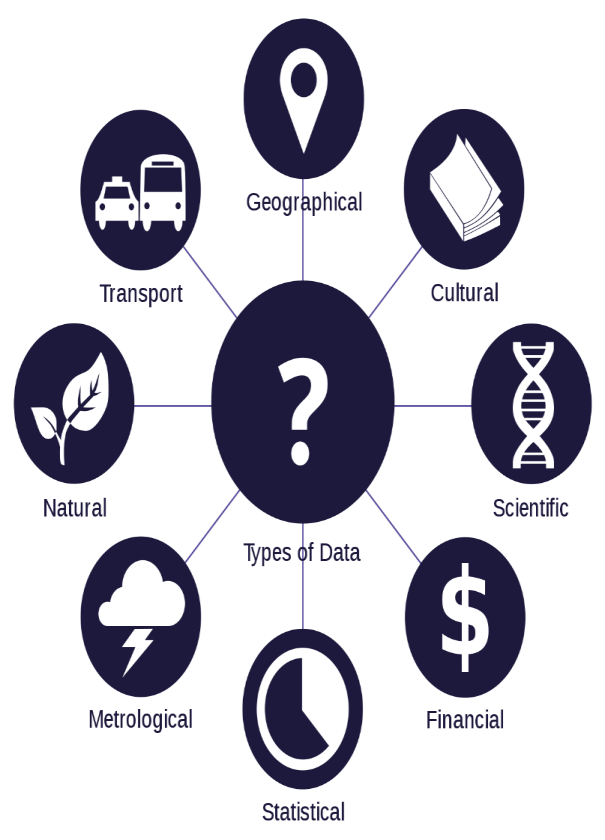 Geographical
Cultural
Transport
?
Natural
Scientific
Types of Data
$
Metrological
Financial
Statistical